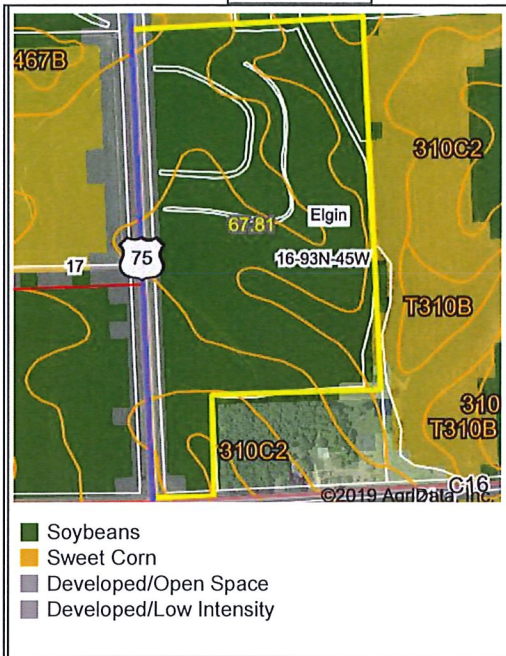 467B
310C2
67.81
Elgin
75
17
16-93N-45W
T310B
310
T310B
310C2
C16
©2019 AgriData, Inc.
Soybeans
Sweet Corn
Developed/Open Space
Developed/Low Intensity